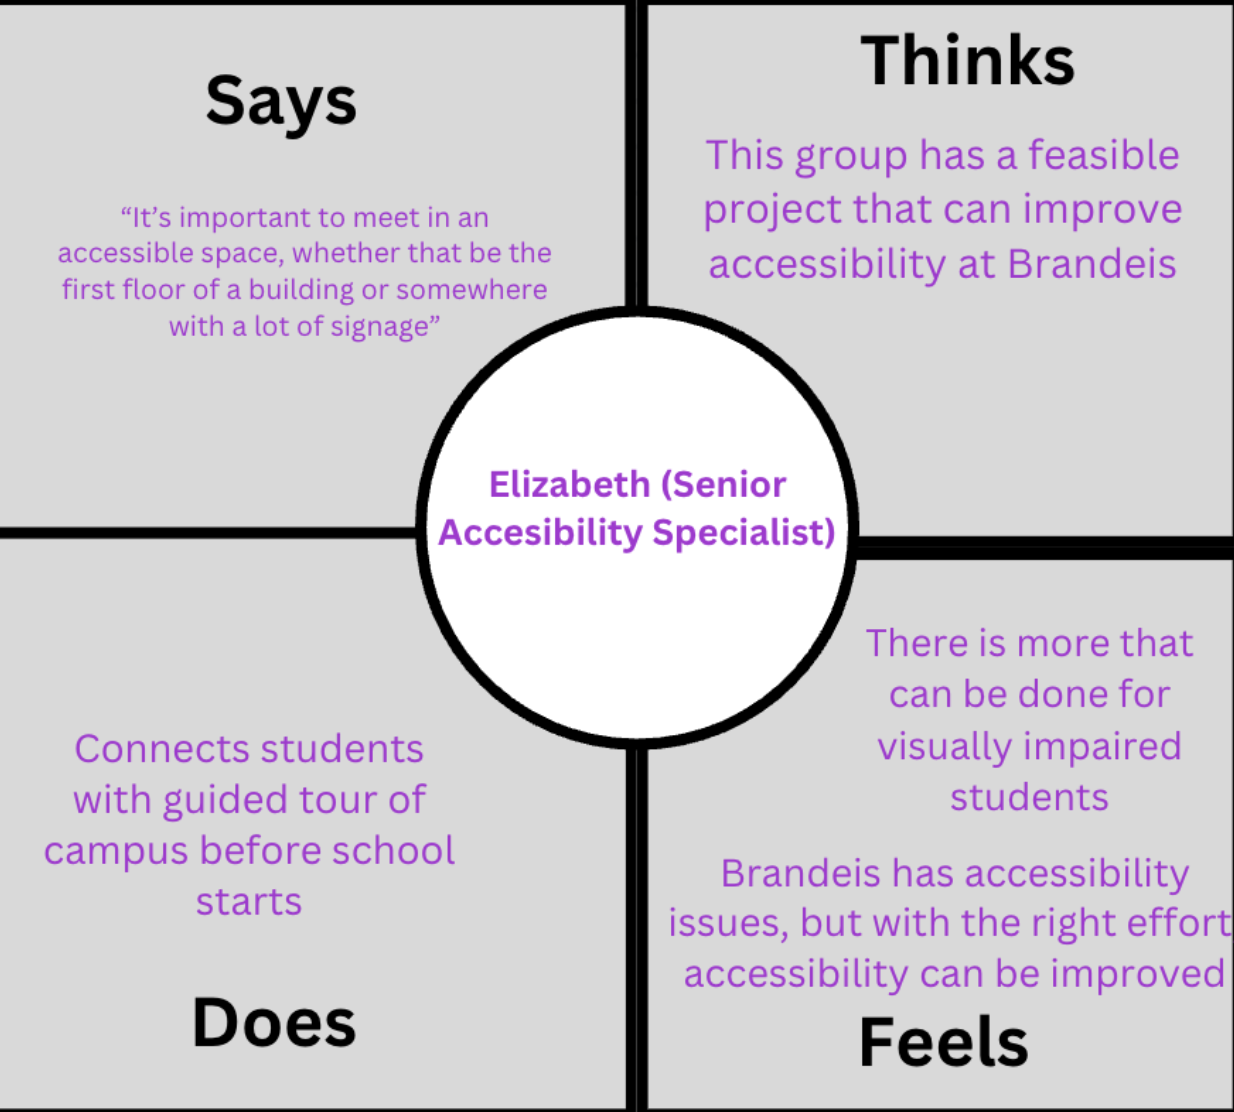 Says
“It’s important to meet in an
accessible space, whether that be the
first floor of a building or somewhere
with a lot of signage”
Thinks
This group has a feasible
project that can improve
accessibility at Brandeis
Elizabeth (Senior
Accesibility Specialist)
Connects students
with guided tour of
campus before school
starts
Does
There is more that
can be done for
visually impaired
students
Brandeis has accessibility
issues, but with the right effort
accessibility can be improved
Feels